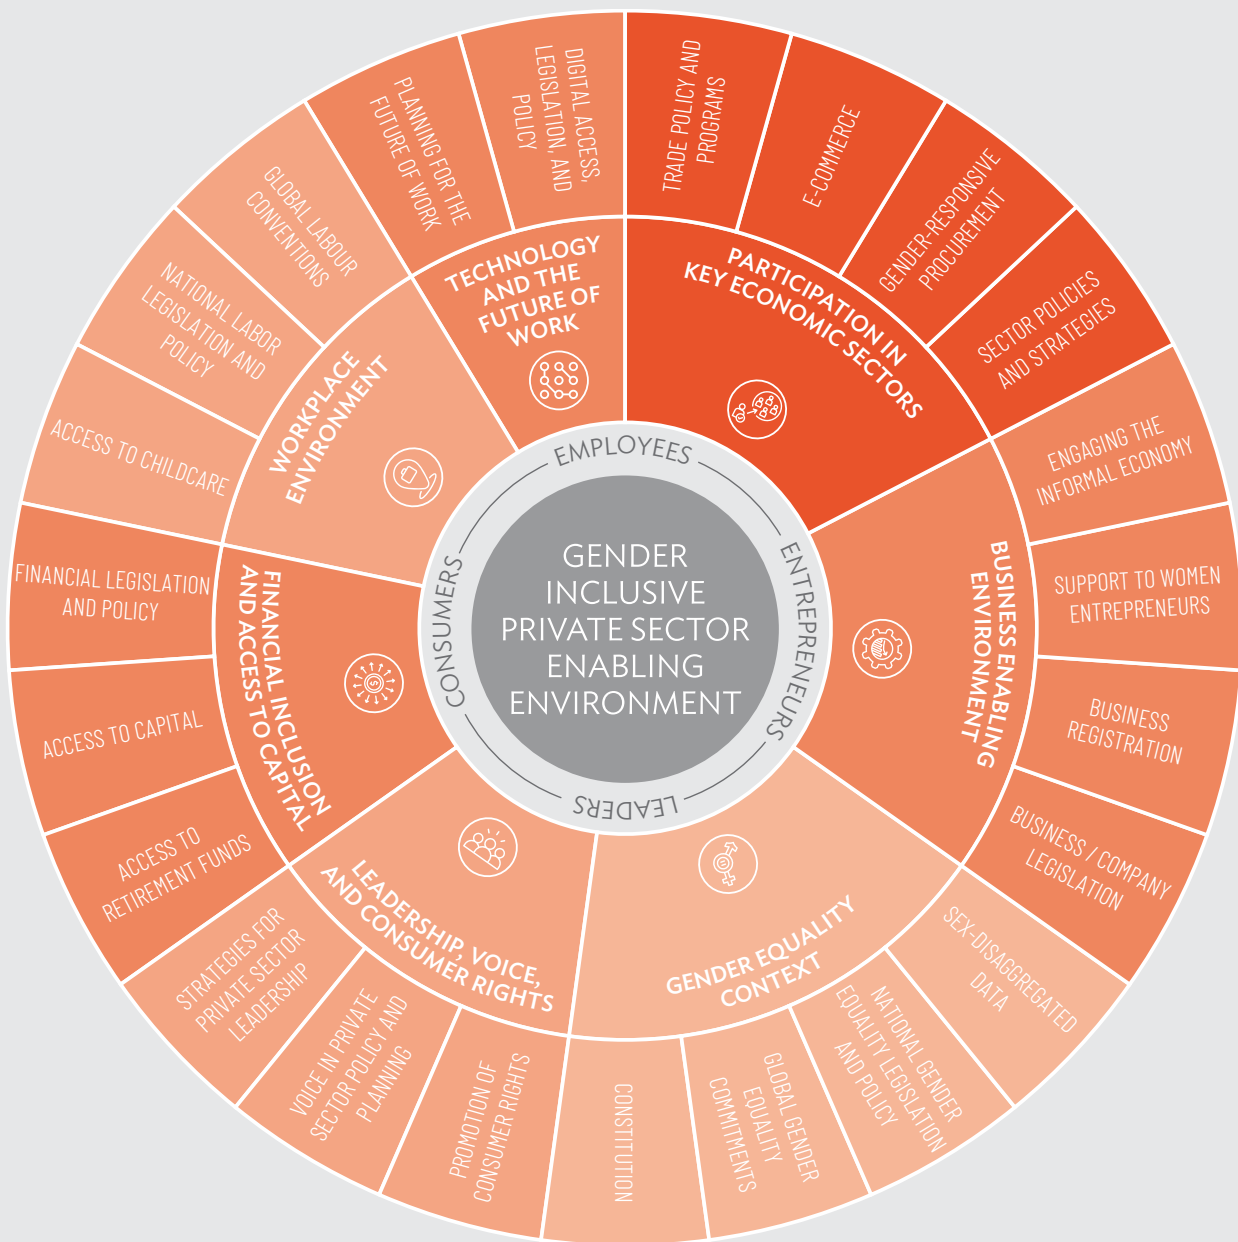 GENDER
INCLUSIVE
PRIVATE SECTOR
ENABLING
ENVIRONMENT
EMPLOYEES
ENTREPRENEURS
LEADERS
CONSUMERS
PARTICIPATION IN
KEY ECONOMIC SECTORS
TRADE POLICY AND
PROGRAMS
E-COMMERCE
GENDER-RESPONSIVE
PROCUREMENT
SECTOR POLICIES
AND STRATEGIES
BUSINESS ENABLING
ENVIRONMENT
ENGAGING THE
INFORMAL ECONOMY
SUPPORT TO WOMEN
ENTREPRENEURS
BUSINESS
REGISTRATION
BUSINESS / COMPANY
LEGISLATION
GENDER EQUALITY
CONTEXT
SEX-DISAGGREGATED
DATA
NATIONAL GENDER
EQUALITY LEGISLATION
AND POLICY
GLOBAL GENDER
EQUALITY
COMMITMENTS
CONSTITUTION
LEADERSHIP, VOICE,
AND CONSUMER RIGHTS
PROMOTION OF
CONSUMER RIGHTS
VOICE IN PRIVATE
SECTOR POLICY AND
PLANNING
STRATEGIES FOR
PRIVATE SECTOR
LEADERSHIP
FINANCIAL INCLUSION
AND ACCESS TO CAPITAL
ACCESS TO
RETIREMENT FUNDS
ACCESS TO CAPITAL
FINANCIAL LEGISLATION
AND POLICY
WORKPLACE
ENVIRONMENT
ACCESS TO CHILDCARE
NATIONAL LABOR
LEGISLATION AND
POLICY
GLOBAL LABOUR
CONVENTIONS
TECHNOLOGY
AND THE
FUTURE OF
WORK
PLANNING FOR THE
FUTURE OF WORK
DIGITAL ACCESS,
LEGISLATION, AND
POLICY